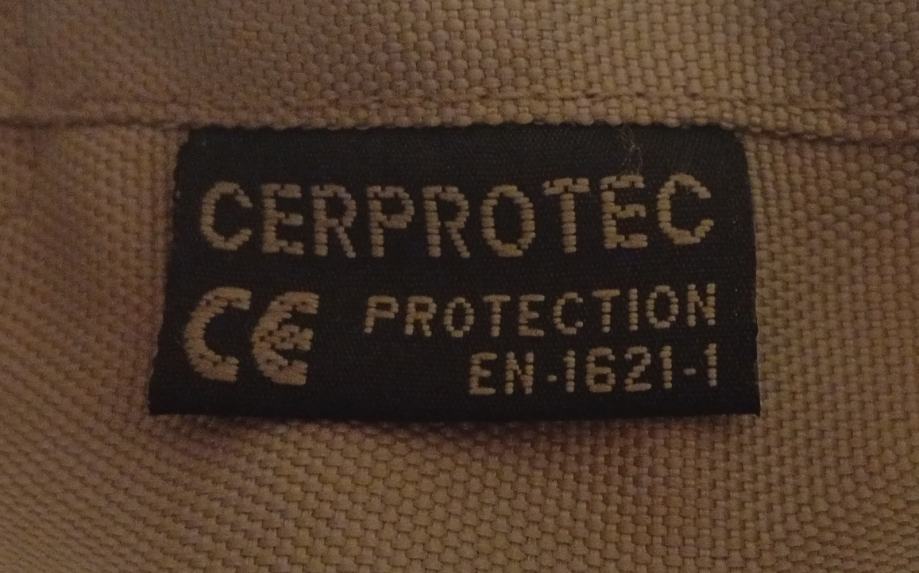 CERPROTEC
CE PROTECTION
EN-1621-1